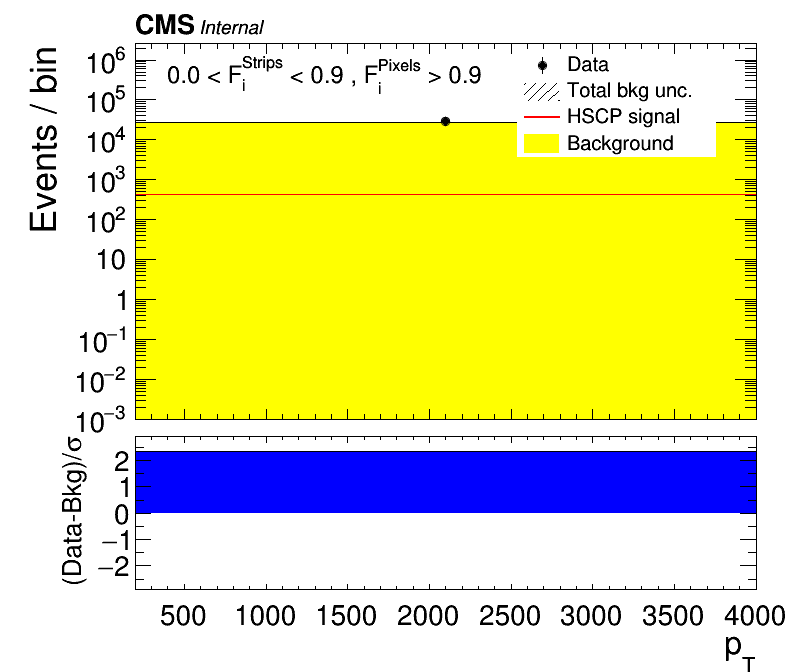 CMS Internal
0.0 < F_i^Strips < 0.9 , F_i^Pixels > 0.9
Data
Total bkg unc.
HSCP signal
Background
Events / bin
10^6
10^5
10^4
10^3
10^2
10
1
10^−1
10^−2
10^−3
(Data-Bkg)/σ
2
1
0
−1
−2
500 1000 1500 2000 2500 3000 3500 4000
p_T